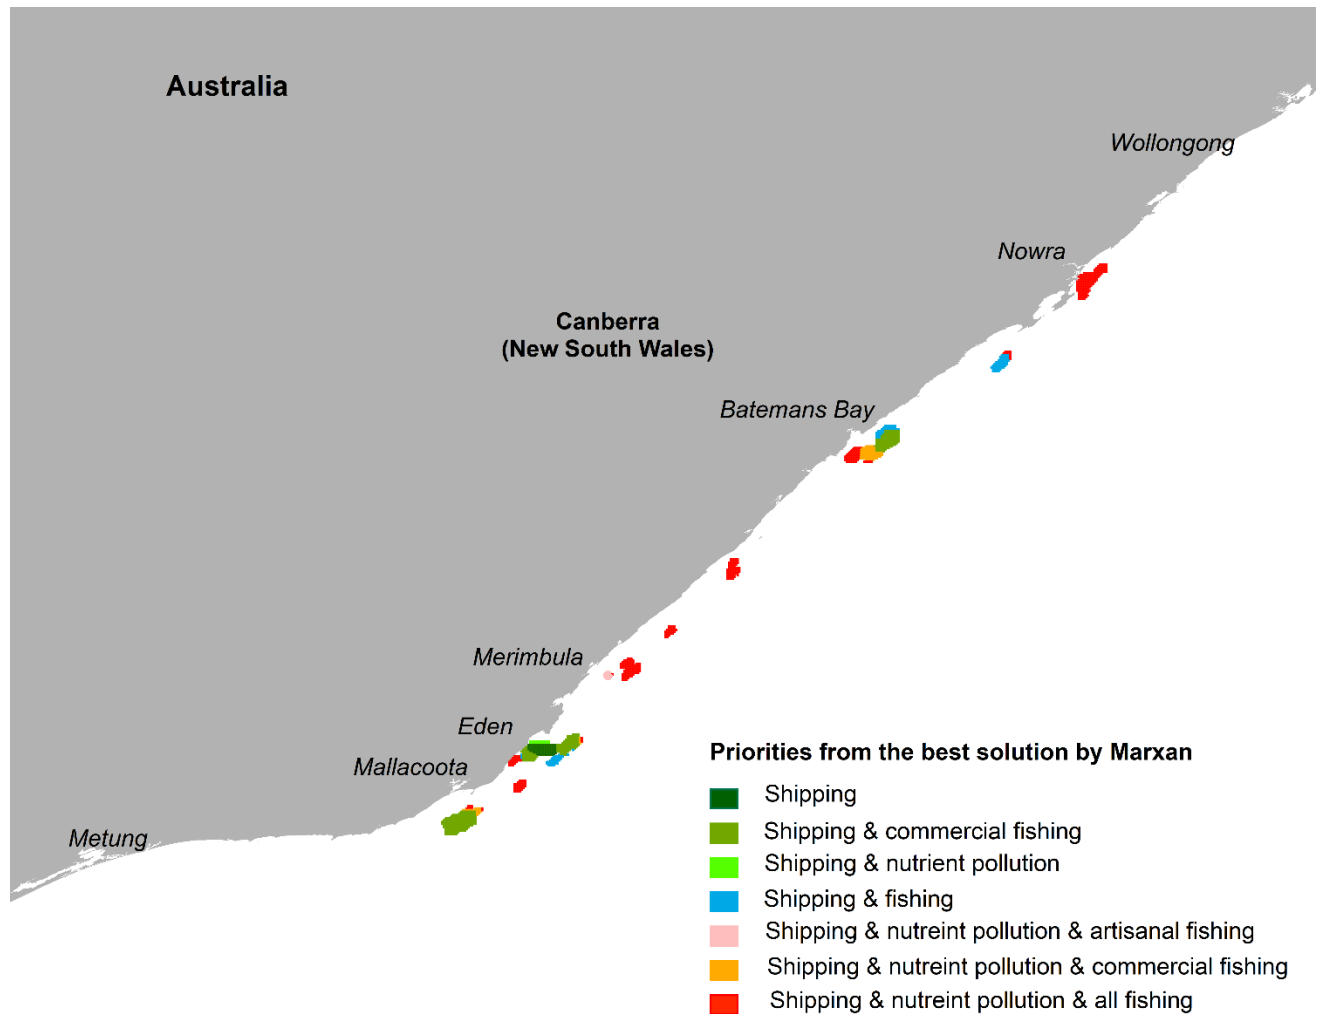 Australia
Wollongong
Nowra
Canberra
(New South Wales)
Batemans Bay
Merimbula
Eden
Mallacoota
Metung
Priorities from the best solution by Marxan
Shipping
Shipping & commercial fishing
Shipping & nutrient pollution
Shipping & fishing
Shipping & nutreint pollution & artisanal fishing
Shipping & nutreint pollution & commercial fishing
Shipping & nutreint pollution & all fishing